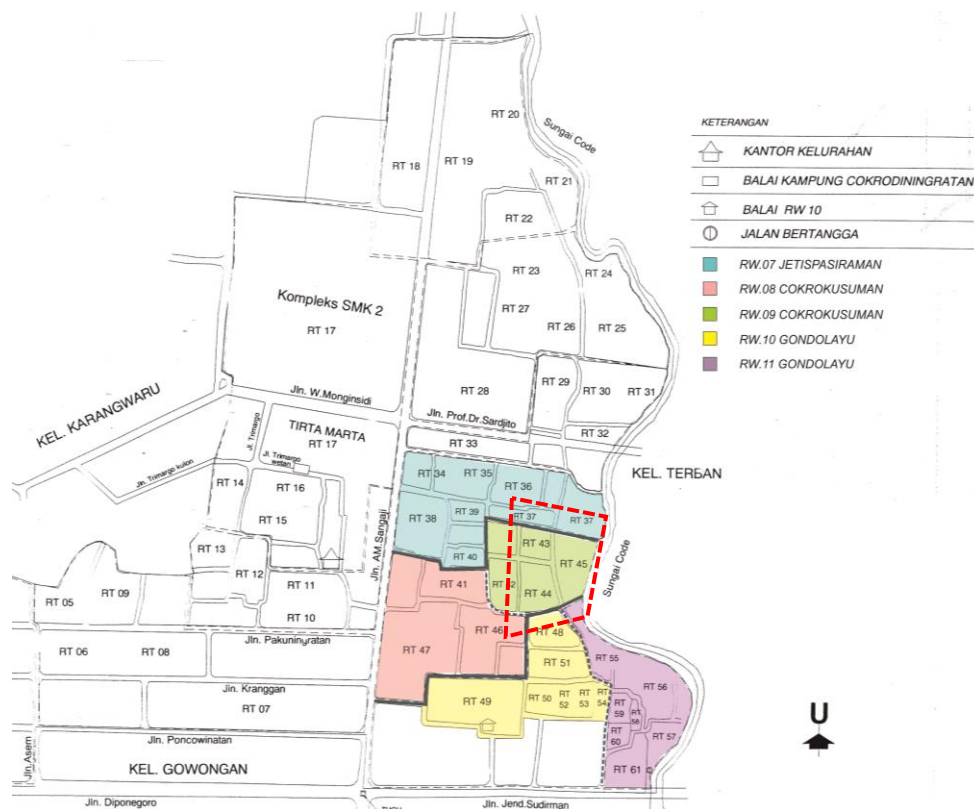 RT 20
Sungai Code
RT 18
RT 19
RT 21
RT 22
RT 23
RT 24
RT 27
RT 26
RT 25
Kompleks SMK 2
RT 17
RT 28
RT 29
RT 30
RT 31
Jln. W.Monginsidi
Jln. Prof.Dr.Sardjito
RT 32
RT 33
KEL. KARANGWARU
KEL. TERBAN
Jl. Trimargo
TIRTA MARTA
RT 17
Jl. Trimargo
wetan
Jln. Trimargo kulon
RT 14
RT 16
RT 15
RT 13
RT 12
RT 11
RT 10
RT 09
RT 05
Jln. AM.Sangaji
RT 34
RT 35
RT 36
RT 38
RT 39
RT 37
RT 37
RT 40
RT 43
RT 45
RT 44
Sungai Code
RT 41
RT 46
RT 47
RT 48
RT 51
RT 49
RT 50
RT
52
RT
53
RT
54
RT 55
RT 56
RT
59
RT
58
RT
60
RT 57
RT 61
Jln. Pakuningratan
RT 06
RT 08
Jln. Kranggan
RT 07
Jln. Poncowinatan
Jln.Asem
KEL. GOWONGAN
Jln. Diponegoro
Jln. Jend.Sudirman
KETERANGAN
KANTOR KELURAHAN
BALAI KAMPUNG COKRODININGRATAN
BALAI RW 10
JALAN BERTANGGA
RW.07 JETISPASIRAMAN
RW.08 COKROKUSUMAN
RW.09 COKROKUSUMAN
RW.10 GONDOLAYU
RW.11 GONDOLAYU
U